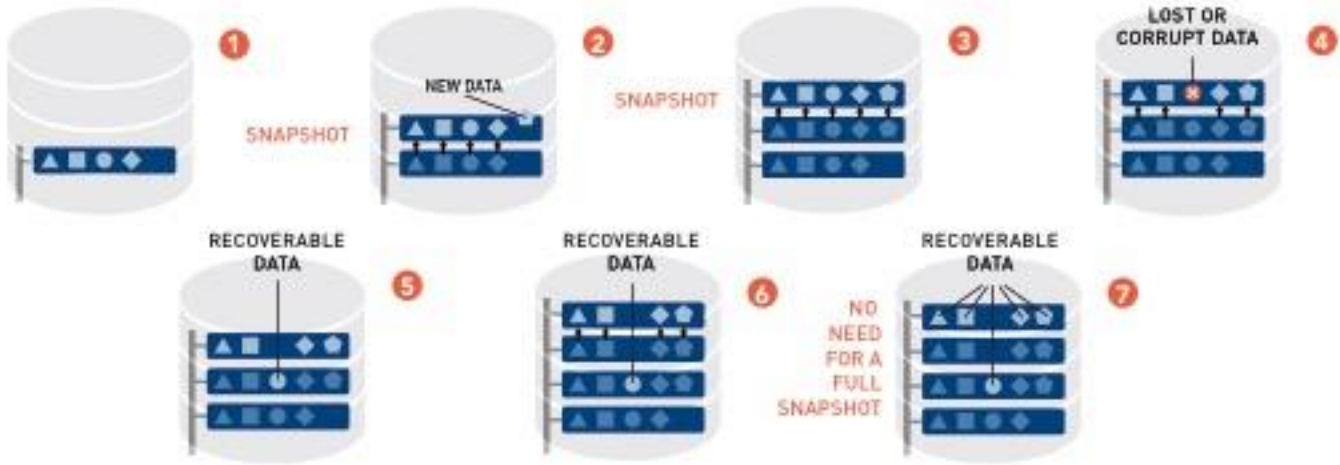 1
SNAPSHOT
NEW DATA
2
SNAPSHOT
3
LOST OR
CORRUPT DATA
4
RECOVERABLE
DATA
5
RECOVERABLE
DATA
6
NO
NEED
FOR A
FULL
SNAPSHOT
RECOVERABLE
DATA
7